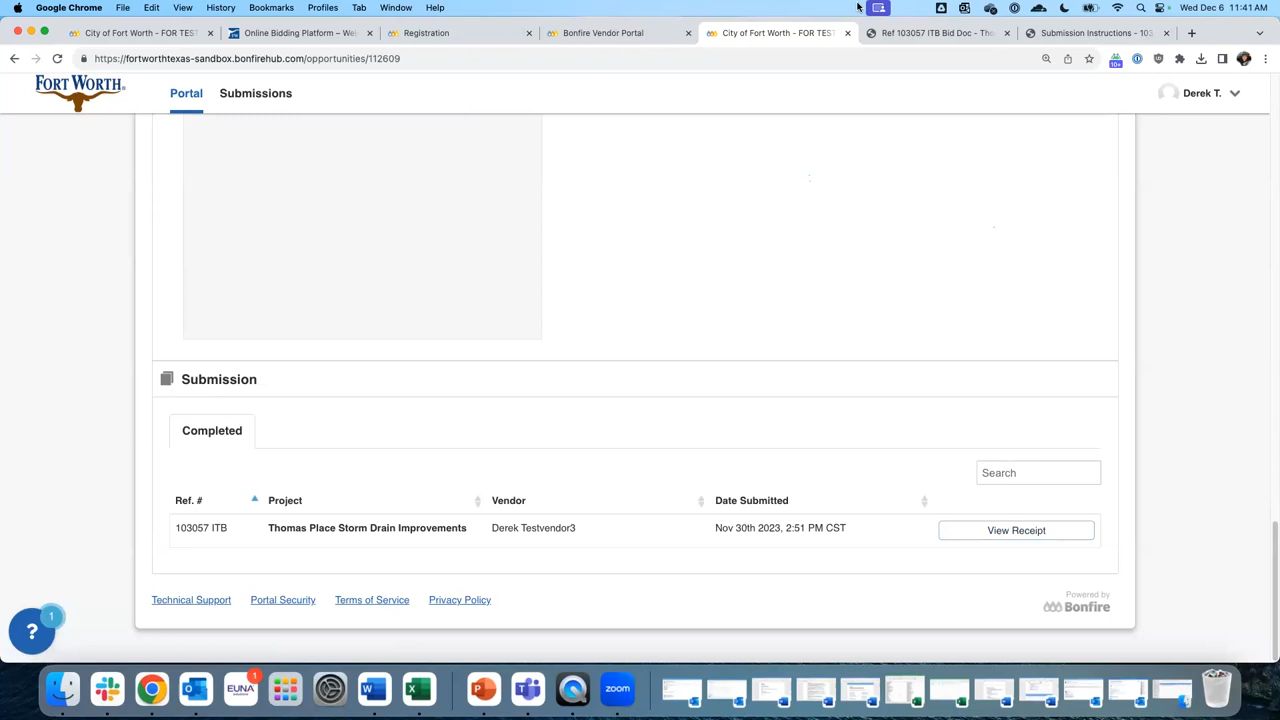 Google Chrome File Edit View History Bookmarks Profiles Tab Window Help Wed Dec 6 11:41 AM
City of Fort Worth - FOR TEST Online Bidding Platform – Wel Registration Bonfire Vendor Portal City of Fort Worth - FOR TEST Ref 103057 ITB Bid Doc - Tho Submission Instructions - 103
https://fortworthtexas-sandbox.bonfirehub.com/opportunities/112609
10+
FORT WORTH
Portal Submissions Derek T.
Submission
Completed
Search
Ref. # Project Vendor Date Submitted
103057 ITB Thomas Place Storm Drain Improvements Derek Testvendor3 Nov 30th 2023, 2:51 PM CST View Receipt
Technical Support Portal Security Terms of Service Privacy Policy
Powered by
Bonfire
? 1
EUNA 1 zoom